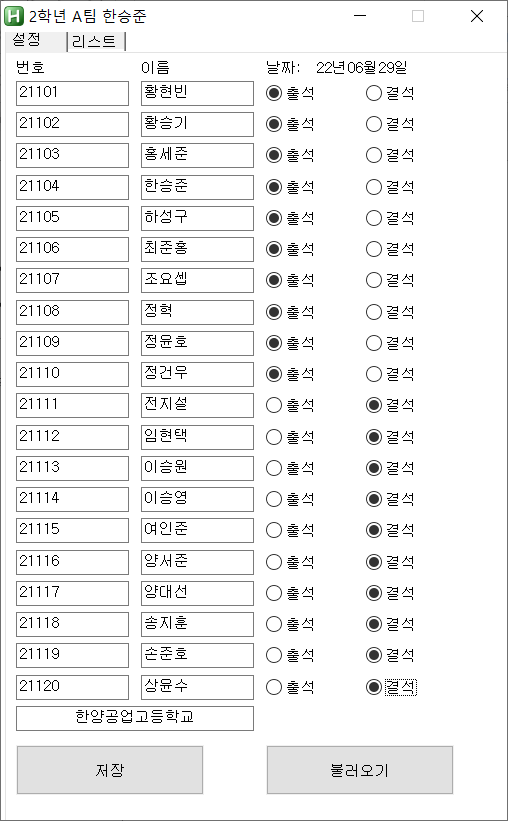 2학년 A팀 한승준
설정 리스트
번호 이름 날짜: 22년06월29일
21101 황현빈 출석 결석
21102 황승기 출석 결석
21103 홍세준 출석 결석
21104 한승준 출석 결석
21105 하성구 출석 결석
21106 최준홍 출석 결석
21107 조요셉 출석 결석
21108 정혁 출석 결석
21109 정윤호 출석 결석
21110 정건우 출석 결석
21111 전지설 출석 결석
21112 임현택 출석 결석
21113 이승원 출석 결석
21114 이승영 출석 결석
21115 여인준 출석 결석
21116 양서준 출석 결석
21117 양대선 출석 결석
21118 송지훈 출석 결석
21119 손준호 출석 결석
21120 상윤수 출석 결석
한양공업고등학교
저장 불러오기